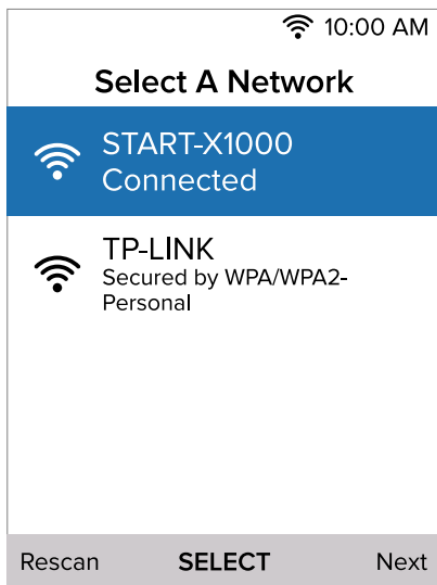 10:00 AM
Select A Network
START-X1000
Connected
TP-LINK
Secured by WPA/WPA2-
Personal
Rescan SELECT Next